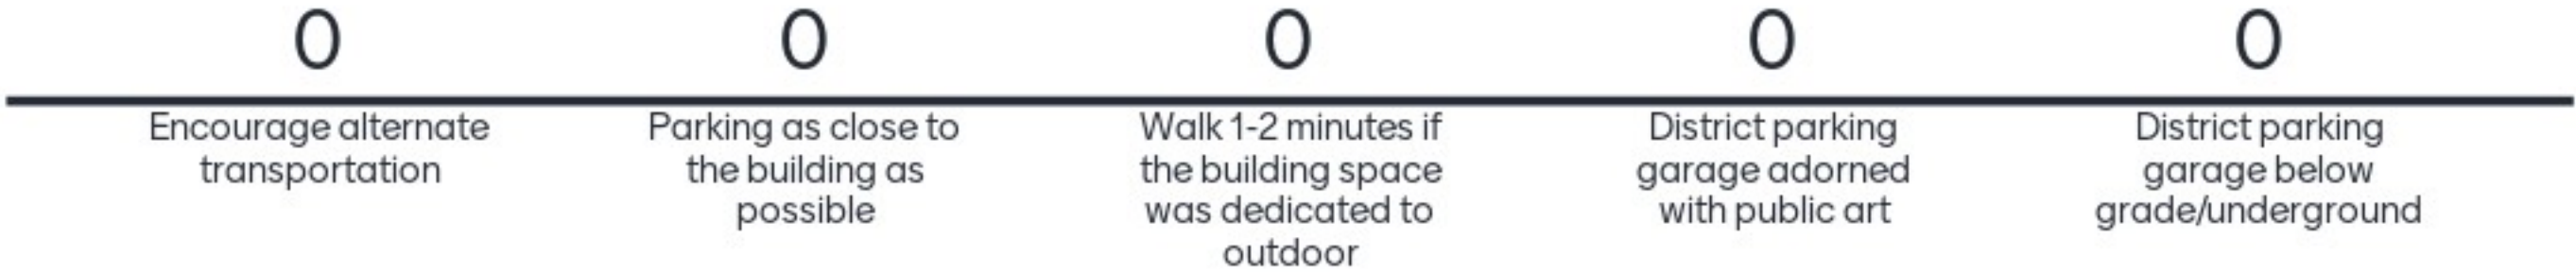 0 0 0 0 0
Encourage alternate
transportation
Parking as close to
the building as
possible
Walk 1-2 minutes if
the building space
was dedicated to
outdoor
District parking
garage adorned
with public art
District parking
garage below
grade/underground